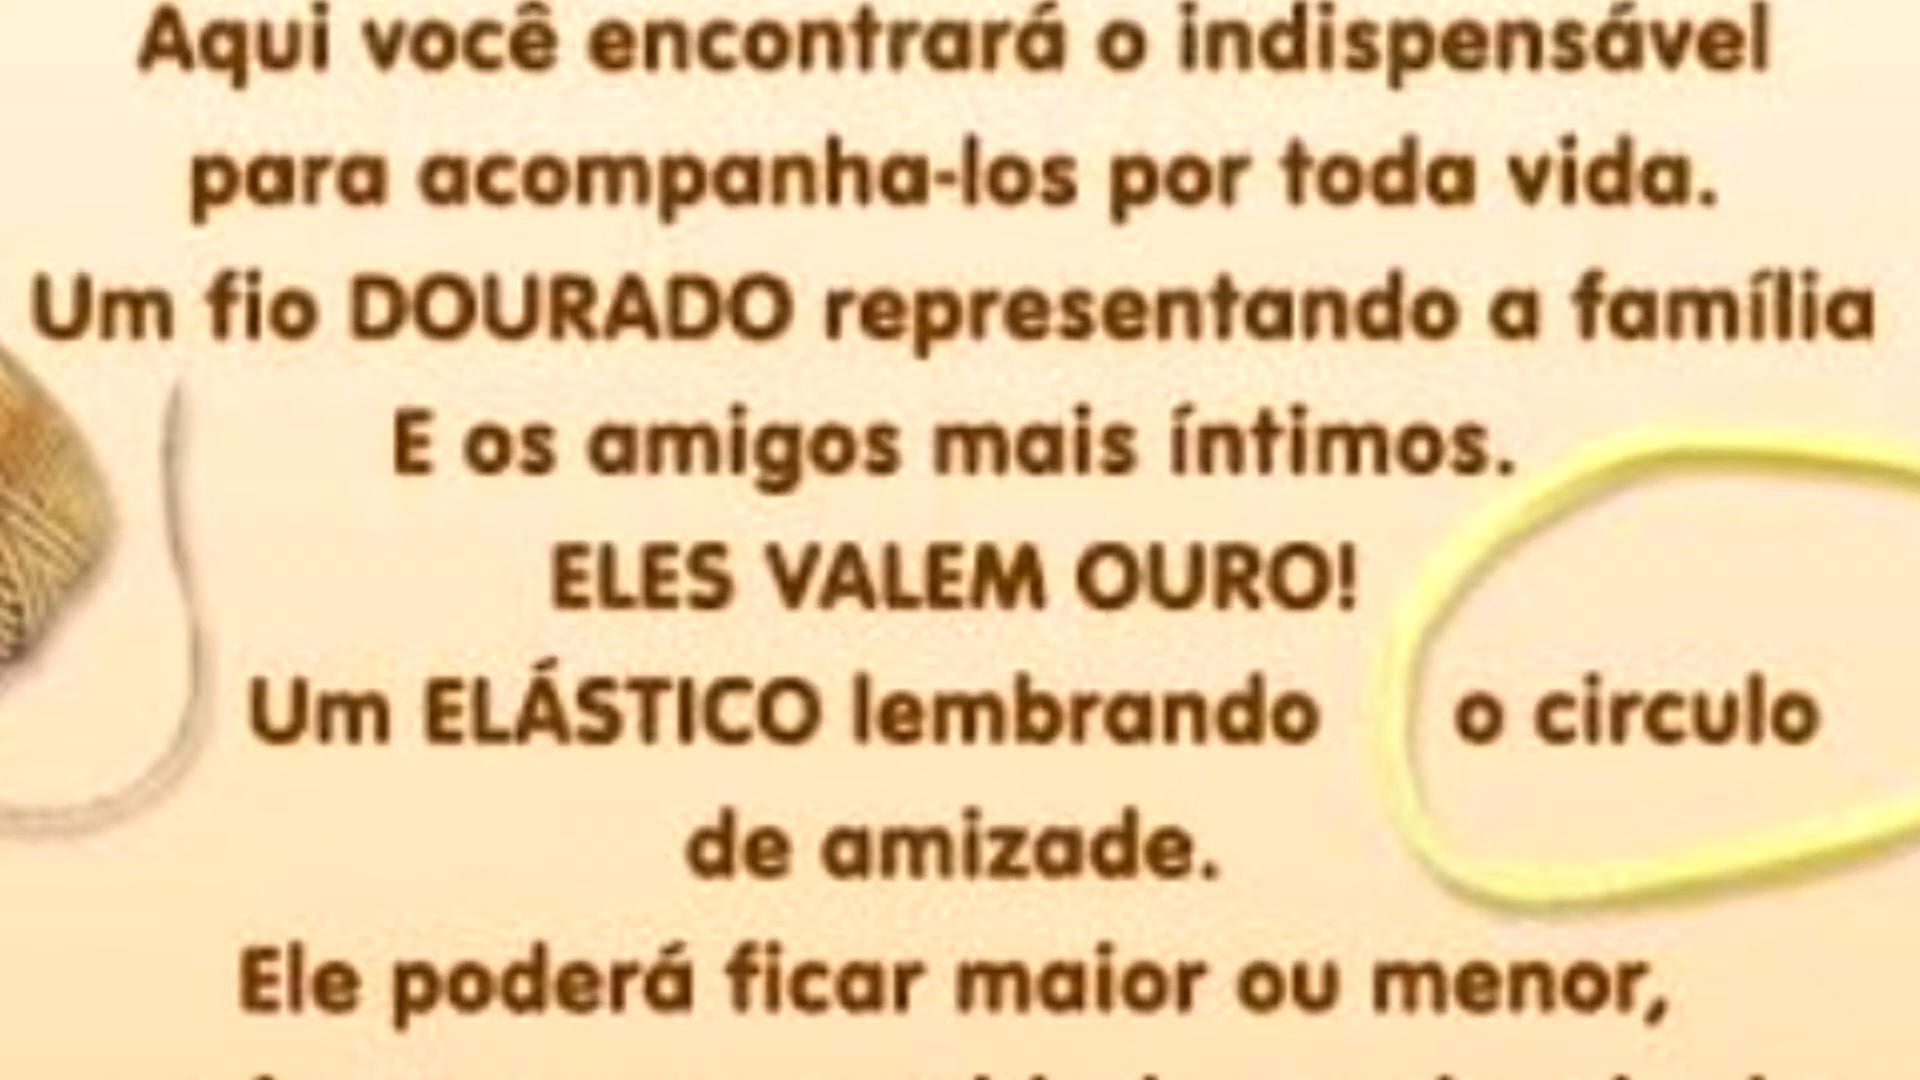 Aqui você encontrará o indispensável
para acompanha-los por toda vida.
Um fio DOURADO representando a família
E os amigos mais íntimos.
ELES VALEM OURO!
Um ELÁSTICO lembrando o circulo
de amizade.
Ele poderá ficar maior ou menor,